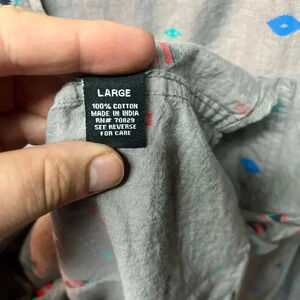 LARGE
100% COTTON
MADE IN INDIA
RN# 70829
SEE REVERSE
FOR CARE